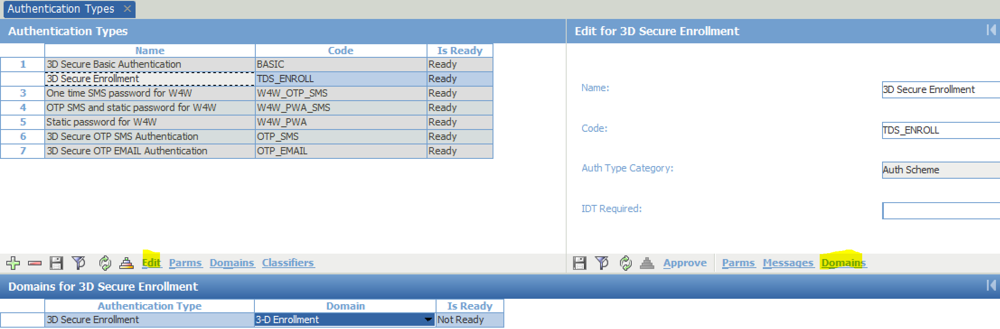 Authentication Types
Authentication Types
Name Code Is Ready
1 3D Secure Basic Authentication BASIC Ready
3D Secure Enrollment TDS_ENROLL Ready
3 One time SMS password for W4W W4W_OTP_SMS Ready
4 OTP SMS and static password for W4W W4W_PWA_SMS Ready
5 Static password for W4W W4W_PWA Ready
6 3D Secure OTP SMS Authentication OTP_SMS Ready
7 3D Secure OTP EMAIL Authentication OTP_EMAIL Ready
Edit Parms Domains Classifiers
Edit for 3D Secure Enrollment
Name: 3D Secure Enrollment
Code: TDS_ENROLL
Auth Type Category: Auth Scheme
IDT Required:
Approve Parms Messages Domains
Domains for 3D Secure Enrollment
Authentication Type Domain Is Ready
3D Secure Enrollment 3-D Enrollment Not Ready